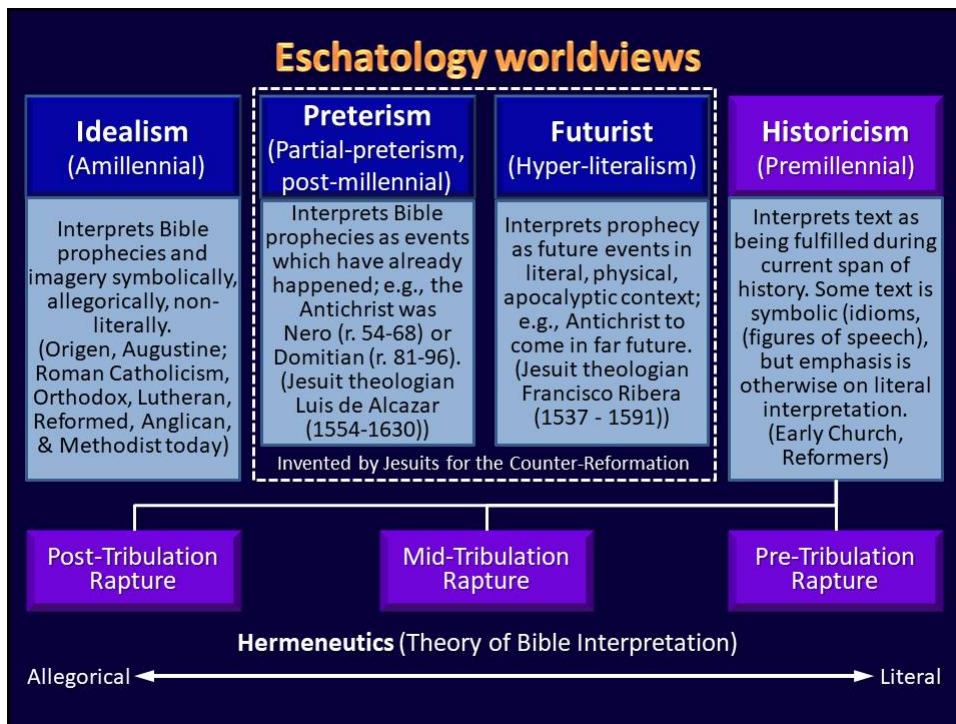 Eschatology worldviews
Idealism
(Amillennial)
Interprets Bible
prophecies and
imagery symbolically,
allegorically, non-
literally.
(Origen, Augustine;
Roman Catholicism,
Orthodox, Lutheran,
Reformed, Anglican,
& Methodist today)
Preterism
(Partial-preterism,
post-millennial)
Interprets Bible
prophecies as events
which have already
happened; e.g., the
Antichrist was
Nero (r. 54-68) or
Domitian (r. 81-96).
(Jesuit theologian
Luis de Alcazar
(1554-1630))
Futurist
(Hyper-literalism)
Interprets prophecy
as future events in
literal, physical,
apocalyptic context;
e.g., Antichrist to
come in far future.
(Jesuit theologian
Francisco Ribera
(1537 - 1591))
Invented by Jesuits for the Counter-Reformation
Historicism
(Premillennial)
Interprets text as
being fulfilled during
current span of
history. Some text is
symbolic (idioms,
(figures of speech),
but emphasis is
otherwise on literal
interpretation.
(Early Church,
Reformers)
Post-Tribulation
Rapture
Mid-Tribulation
Rapture
Pre-Tribulation
Rapture
Hermeneutics (Theory of Bible Interpretation)
Allegorical
Literal